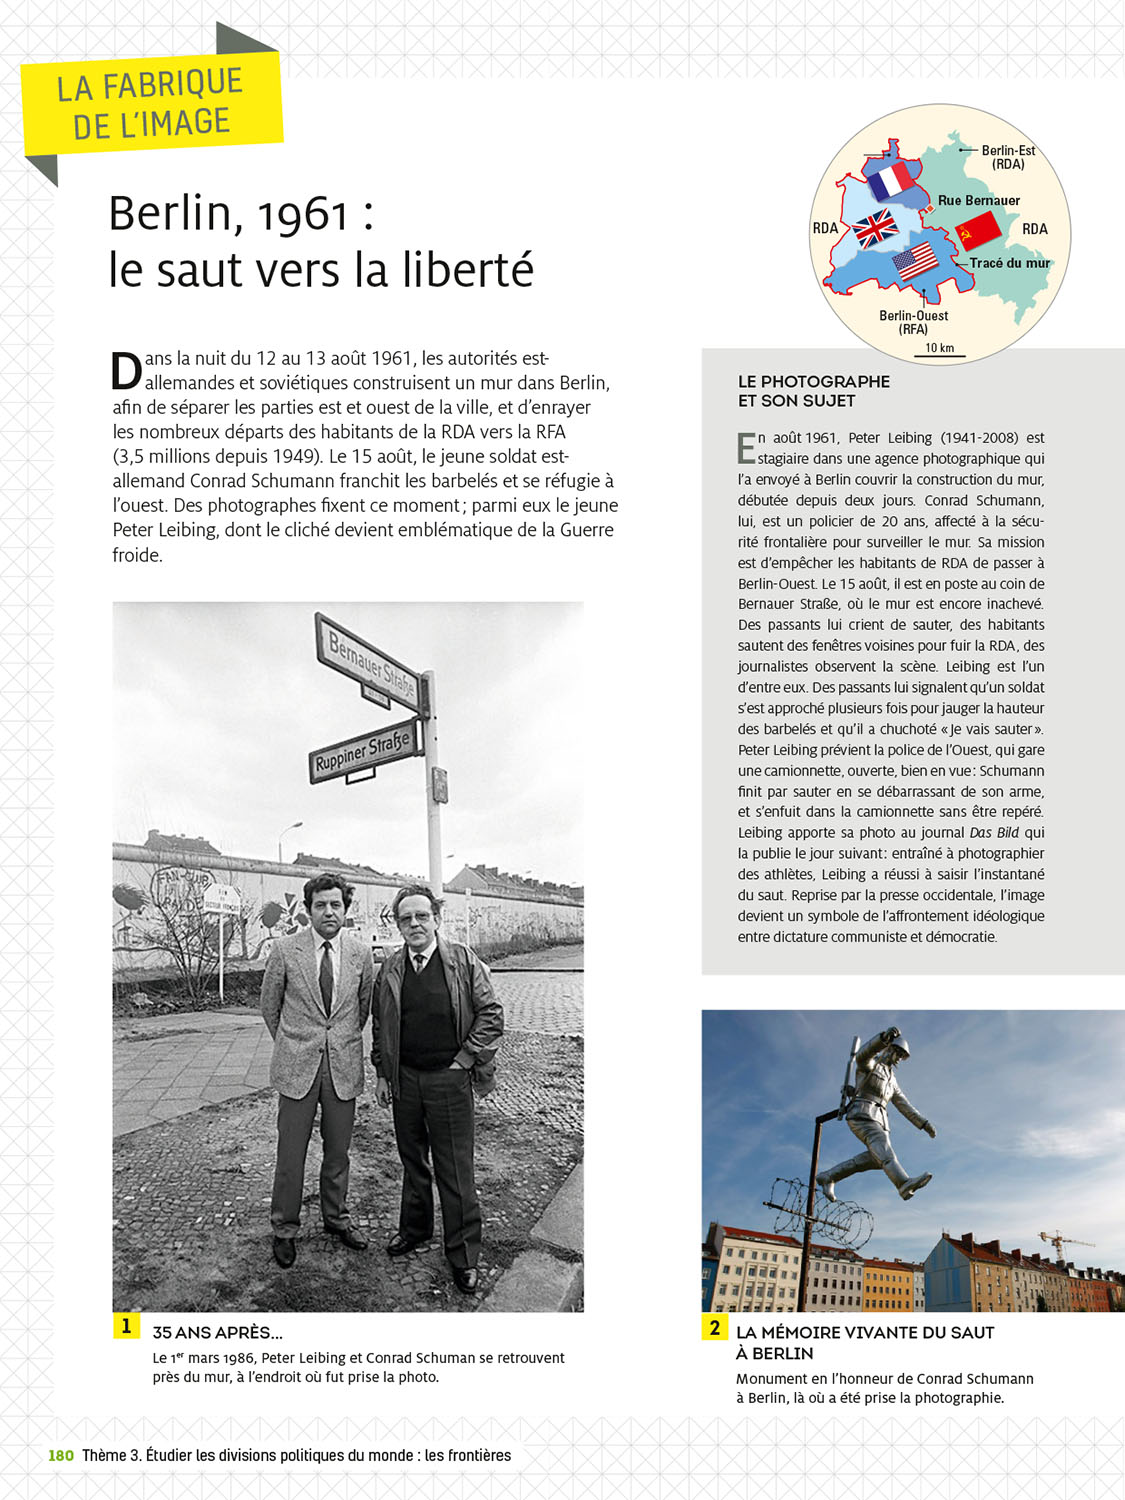 LA FABRIQUE
DE L'IMAGE
Berlin, 1961 :
le saut vers la liberté
Dans la nuit du 12 au 13 août 1961, les autorités est-
allemandes et soviétiques construisent un mur dans Berlin,
afin de séparer les parties est et ouest de la ville, et d'enrayer
les nombreux départs des habitants de la RDA vers la RFA
(3,5 millions depuis 1949). Le 15 août, le jeune soldat est-
allemand Conrad Schumann franchit les barbelés et se réfugie à
l'ouest. Des photographes fixent ce moment ; parmi eux le jeune
Peter Leibing, dont le cliché devient emblématique de la Guerre
froide.
Berlin-Est
(RDA)
Rue Bernauer
RDA
RDA
Tracé du mur
Berlin-Ouest
(RFA)
10 km
LE PHOTOGRAPHE
ET SON SUJET
En août 1961, Peter Leibing (1941-2008) est
stagiaire dans une agence photographique qui
l'a envoyé à Berlin couvrir la construction du mur,
débutée depuis deux jours. Conrad Schumann,
lui, est un policier de 20 ans, affecté à la sécu-
rité frontalière pour surveiller le mur. Sa mission
est d'empêcher les habitants de RDA de passer à
Berlin-Ouest. Le 15 août, il est en poste au coin de
Bernauer Straße, où le mur est encore inachevé.
Des passants lui crient de sauter, des habitants
sautent des fenêtres voisines pour fuir la RDA, des
journalistes observent la scène. Leibing est l'un
d'entre eux. Des passants lui signalent qu'un soldat
s'est approché plusieurs fois pour jauger la hauteur
des barbelés et qu'il a chuchoté « Je vais sauter ».
Peter Leibing prévient la police de l'Ouest, qui gare
une camionnette, ouverte, bien en vue : Schumann
finit par sauter en se débarrassant de son arme,
et s'enfuit dans la camionnette sans être repéré.
Leibing apporte sa photo au journal Das Bild qui
la publie le jour suivant : entraîné à photographier
des athlètes, Leibing a réussi à saisir l'instantané
du saut. Reprise par la presse occidentale, l'image
devient un symbole de l'affrontement idéologique
entre dictature communiste et démocratie.
Bernauer Straße
Ruppiner Straße
FAN-CLUB
1
35 ANS APRÈS...
Le 1er mars 1986, Peter Leibing et Conrad Schuman se retrouvent
près du mur, à l'endroit où fut prise la photo.
2
LA MÉMOIRE VIVANTE DU SAUT
À BERLIN
Monument en l'honneur de Conrad Schumann
à Berlin, là où a été prise la photographie.
180 Thème 3. Étudier les divisions politiques du monde : les frontières